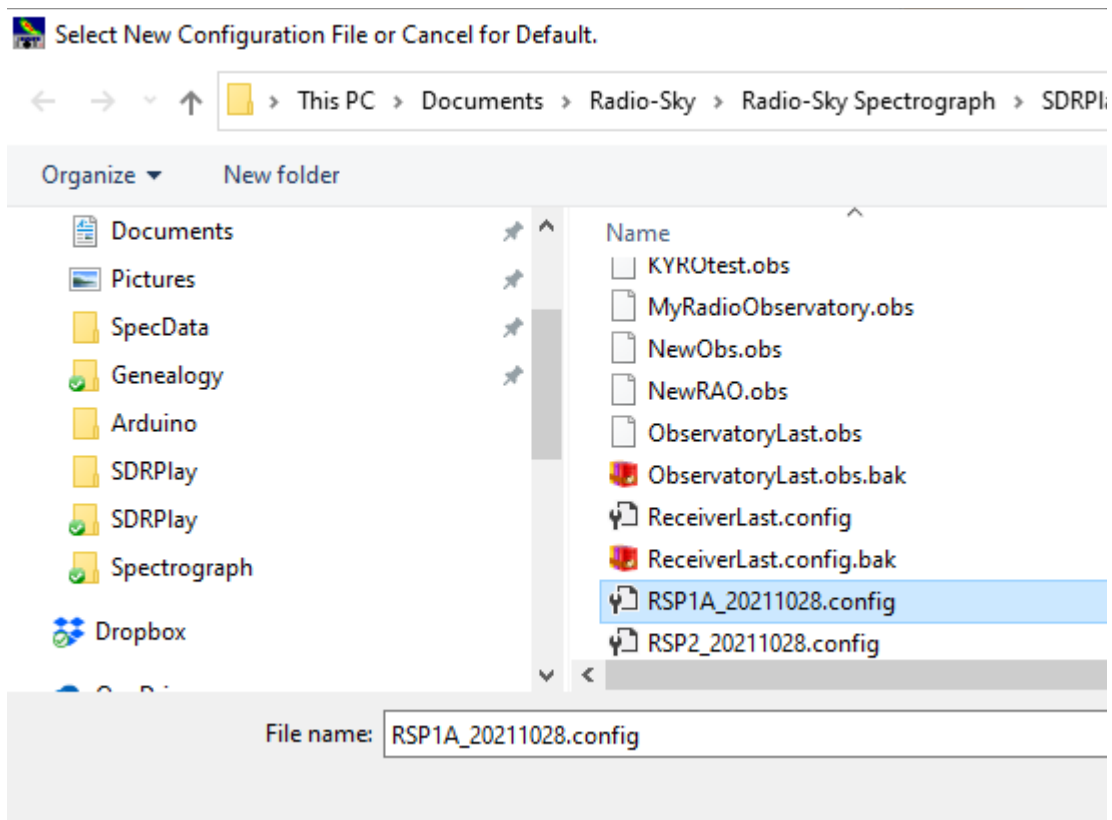 Select New Configuration File or Cancel for Default.
This PC > Documents > Radio-Sky > Radio-Sky Spectrograph >
Organize
New folder
Documents
Pictures
SpecData
Genealogy
Arduino
SDRPlay
SDRPlay
Spectrograph
Dropbox
Name
KYROtest.obs
MyRadioObservatory.obs
NewObs.obs
NewRAO.obs
ObservatoryLast.obs
ObservatoryLast.obs.bak
ReceiverLast.config
ReceiverLast.config.bak
RSP1A_20211028.config
RSP2_20211028.config
File name: RSP1A_20211028.config